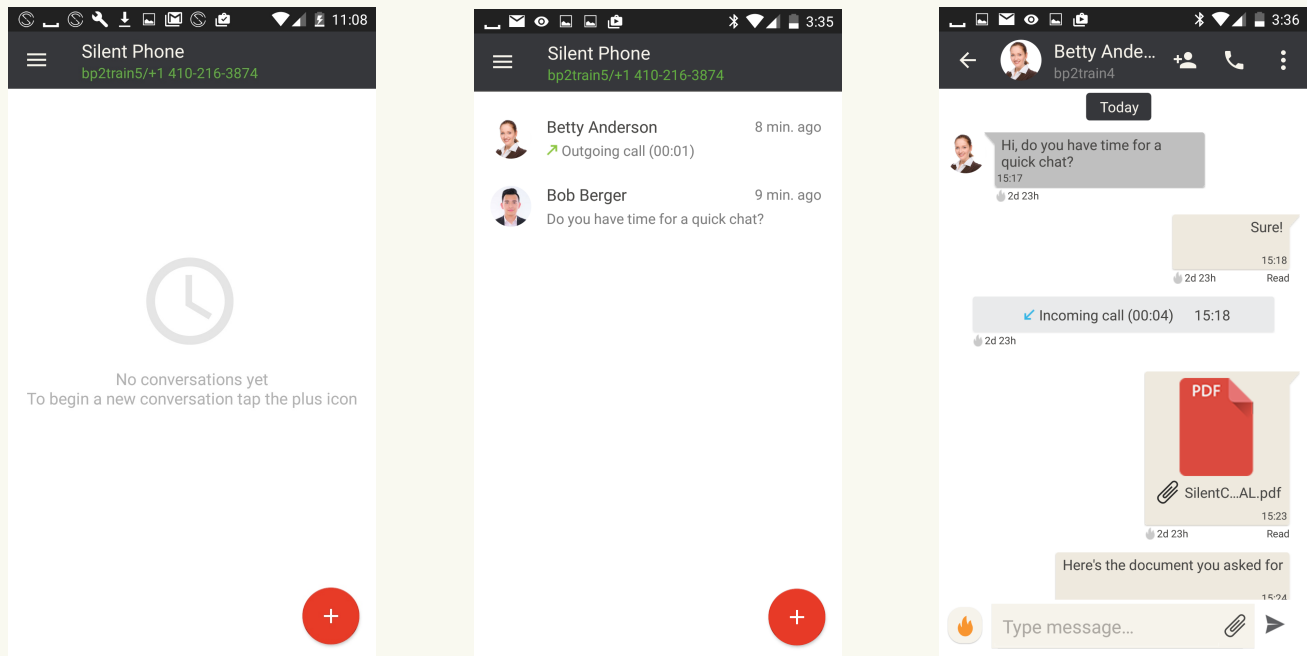 11:08
Silent Phone
bp2train5/+1 410-216-3874
No conversations yet
To begin a new conversation tap the plus icon
3:35
Silent Phone
bp2train5/+1 410-216-3874
Betty Anderson 8 min. ago
Outgoing call (00:01)
Bob Berger 9 min. ago
Do you have time for a quick chat?
3:36
Betty Ande...
bp2train4
Today
Hi, do you have time for a
quick chat?
15:17
2d 23h
Sure!
15:18
2d 23h Read
Incoming call (00:04) 15:18
2d 23h
PDF
SilentC...AL.pdf
15:23
2d 23h Read
Here's the document you asked for
15:24
Type message...